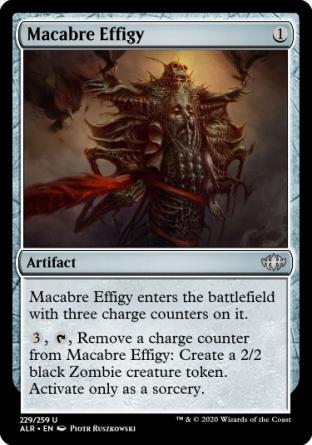 Macabre Effigy 1
Artifact
Macabre Effigy enters the battlefield
with three charge counters on it.
3, , Remove a charge counter
from Macabre Effigy: Create a 2/2
black Zombie creature token.
Activate only as a sorcery.
229/259 U
ALR • EN Piotr Ruszkowski
™ & © 2020 Wizards of the Coast